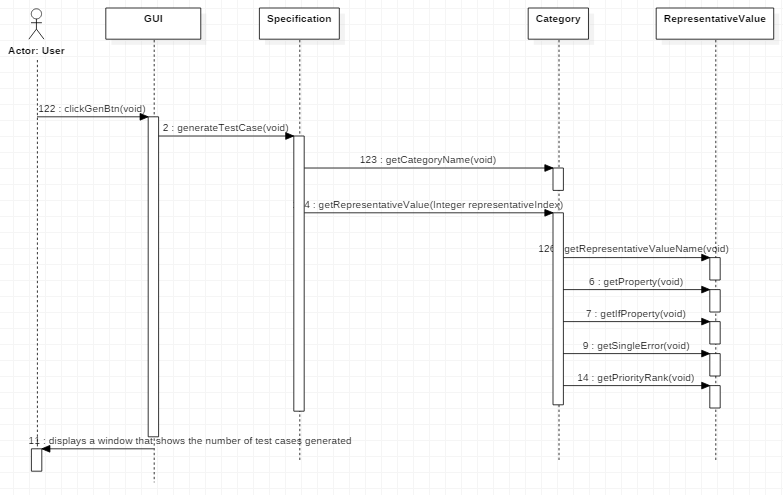 GUI
Specification
Category
RepresentativeValue
Actor: User
122 : clickGenBtn(void)
2 : generateTestCase(void)
123 : getCategoryName(void)
4 : getRepresentativeValue(Integer representativeIndex)
126 getRepresentativeValueName(void)
6 : getProperty(void)
7 : getIfProperty(void)
9 : getSingleError(void)
14 : getPriorityRank(void)
11 : displays a window that shows the number of test cases generated